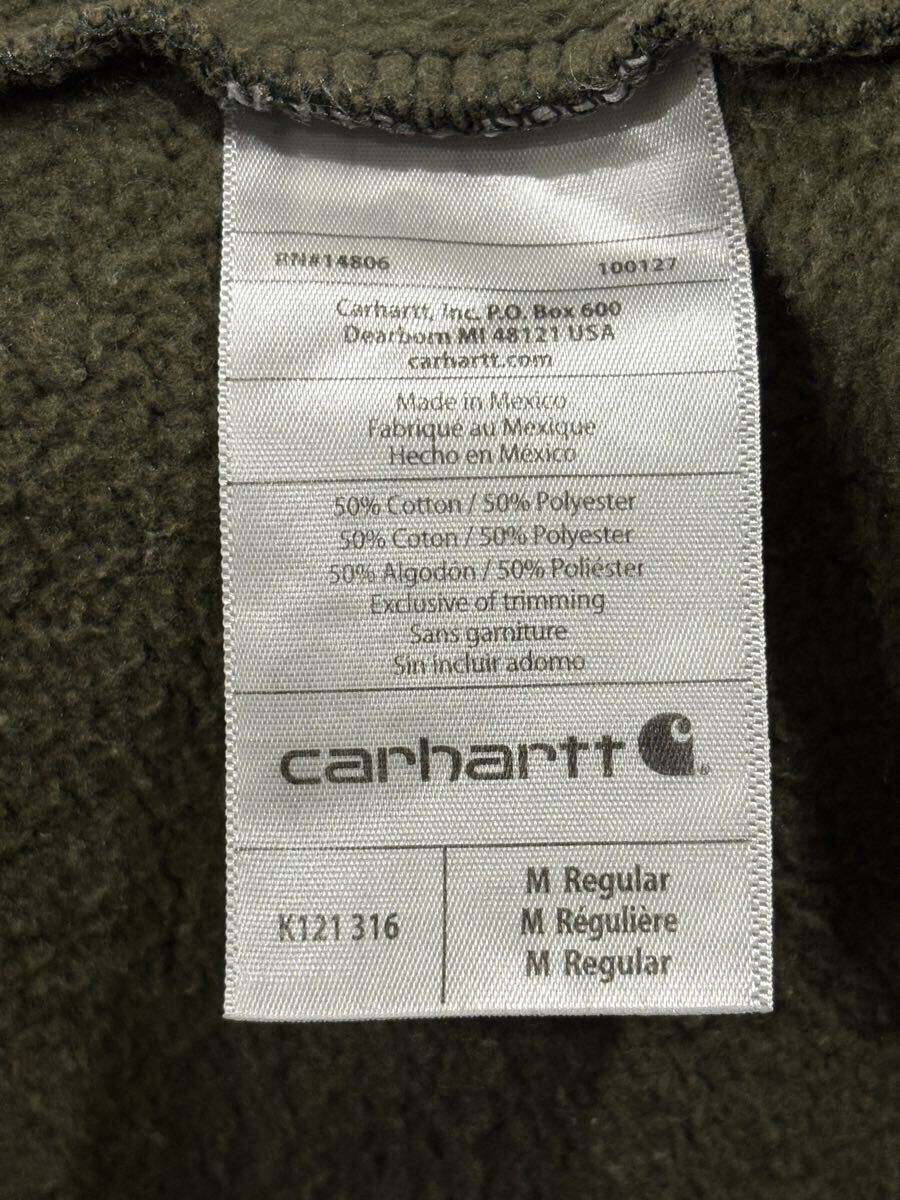 RN#14806 100127
Carhartt, Inc. P.O. Box 600
Dearborn MI 48121 USA
carhartt.com
Made in Mexico
Fabriqué au Mexique
Hecho en México
50% Cotton / 50% Polyester
50% Coton / 50% Polyester
50% Algodón / 50% Poliéster
Exclusive of trimming
Sans garniture
Sin incluir adorno
carhartt
K121 316
M Regular
M Régulière
M Regular